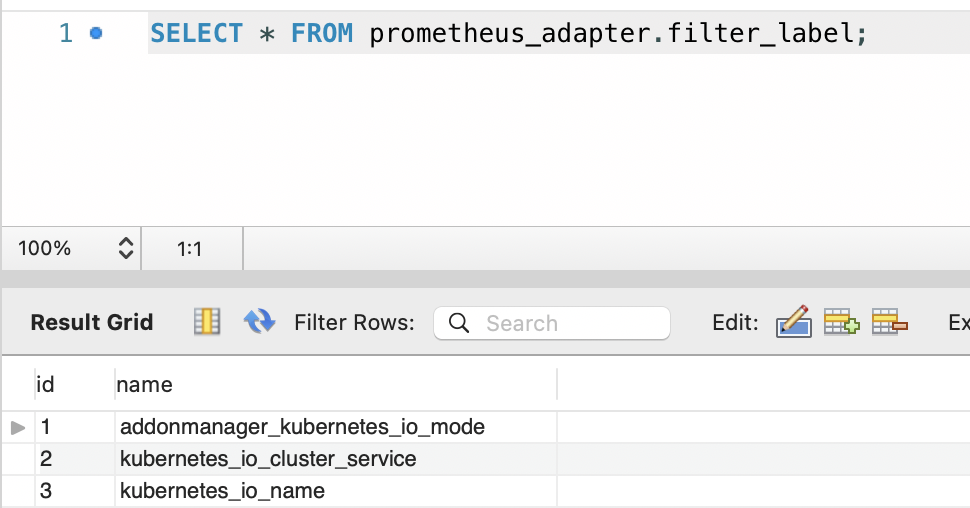 1 SELECT * FROM prometheus_adapter.filter_label;
100% 1:1
Result Grid Filter Rows: Search Edit: Ex
id name
1 addonmanager_kubernetes_io_mode
2 kubernetes_io_cluster_service
3 kubernetes_io_name